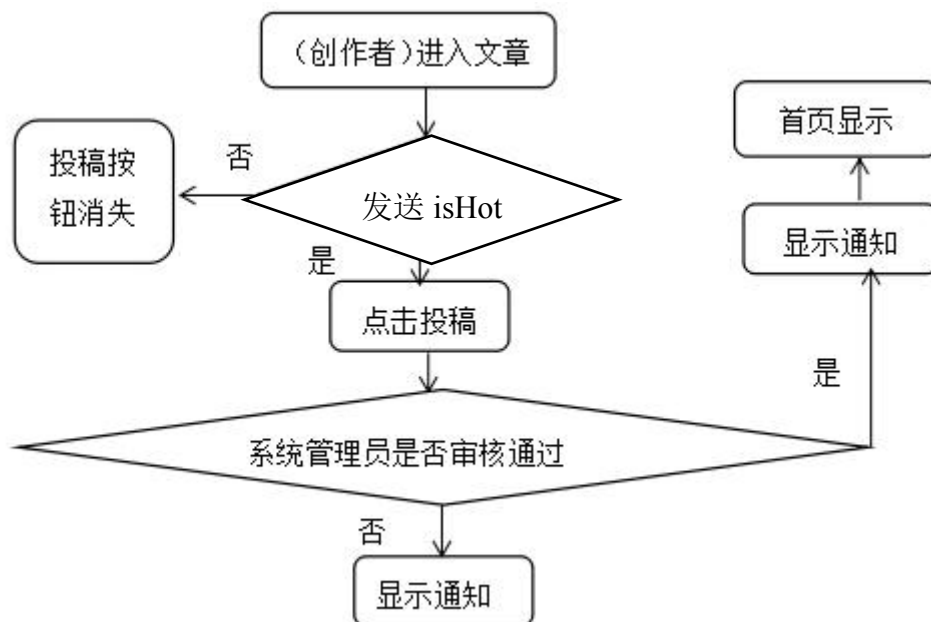 （创作者）进入文章
首页显示
否
投稿按
钮消失
发送 isHot
显示通知
是
点击投稿
是
系统管理员是否审核通过
否
显示通知